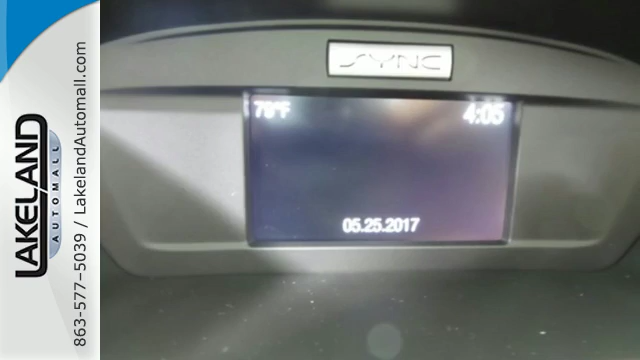 LAKELAND
AUTOMALL
863-577-5039 / LakelandAutomall.com
SYNC
79°F
4:05
05.25.2017